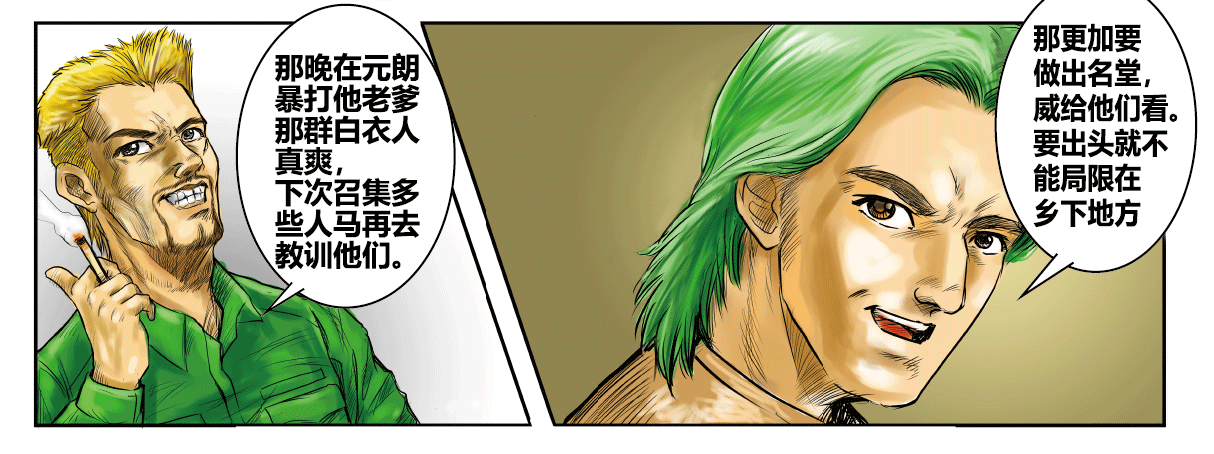 那晚在元朗
暴打他老爹
那群白衣人
真爽，
下次召集多
些人马再去
教训他们。
那更加要
做出名堂，
威给他们看。
要出头就不
能局限在
乡下地方